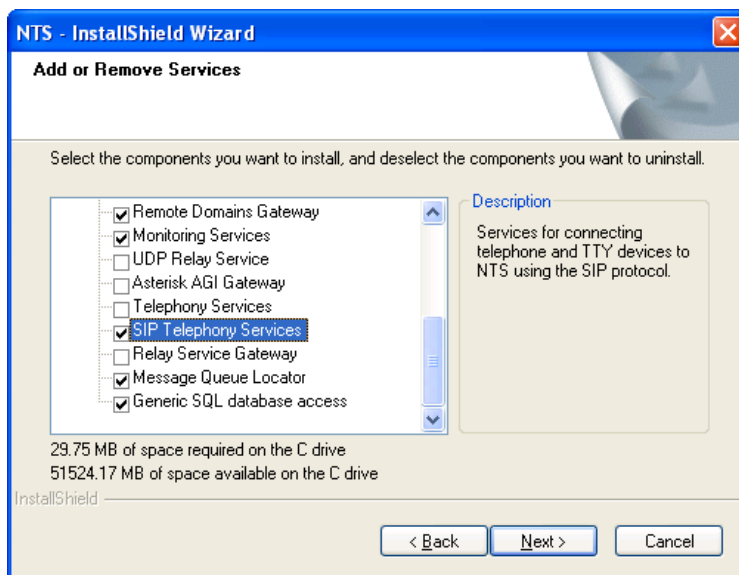 NTS - InstallShield Wizard
Add or Remove Services
Select the components you want to install, and deselect the components you want to uninstall.
Remote Domains Gateway
Monitoring Services
UDP Relay Service
Asterisk AGI Gateway
Telephony Services
SIP Telephony Services
Relay Service Gateway
Message Queue Locator
Generic SQL database access
Description
Services for connecting
telephone and TTY devices to
NTS using the SIP protocol.
29.75 MB of space required on the C drive
51524.17 MB of space available on the C drive
InstallShield
< Back
Next >
Cancel